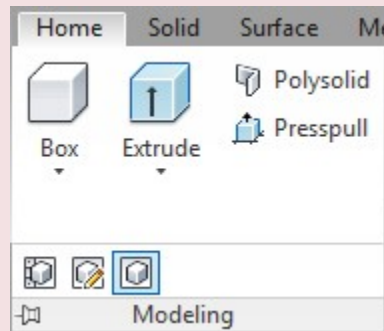 Home Solid Surface
Polysolid
Presspull
Box Extrude
Modeling